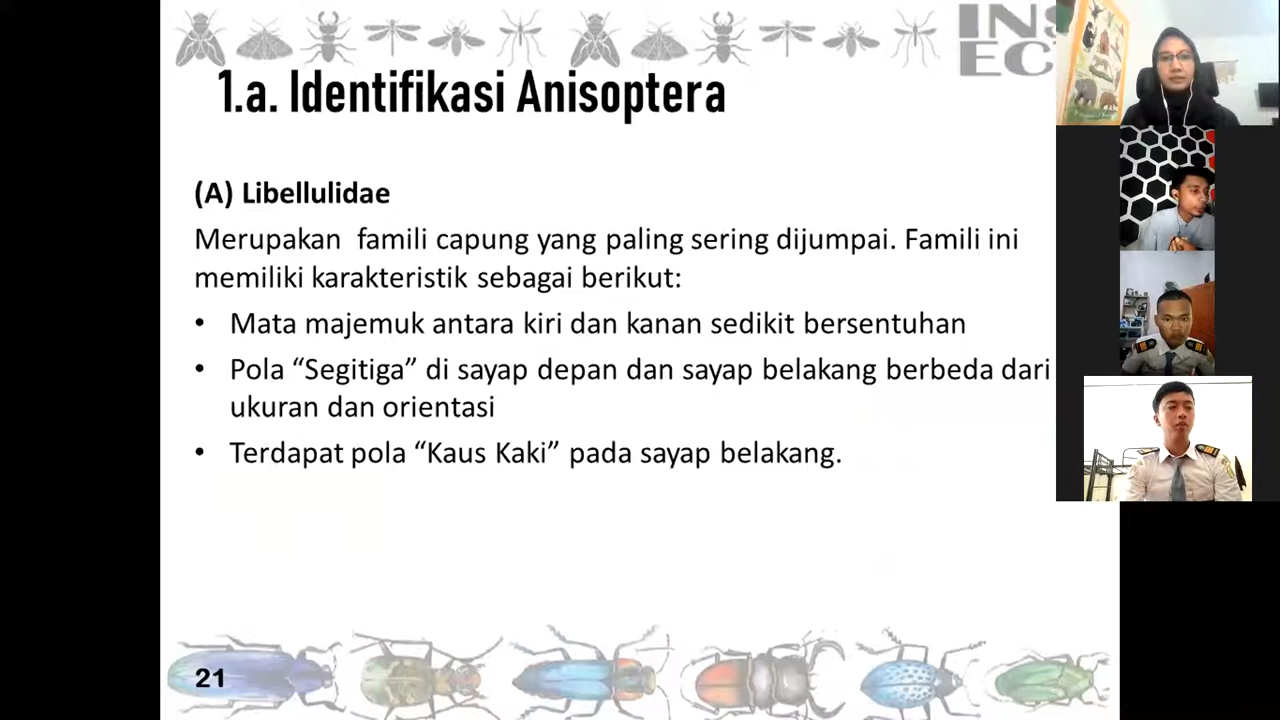 INS
EC
1.a. Identifikasi Anisoptera
(A) Libellulidae
Merupakan famili capung yang paling sering dijumpai. Famili ini
memiliki karakteristik sebagai berikut:
• Mata majemuk antara kiri dan kanan sedikit bersentuhan
• Pola “Segitiga” di sayap depan dan sayap belakang berbeda dari
ukuran dan orientasi
• Terdapat pola “Kaus Kaki” pada sayap belakang.
21